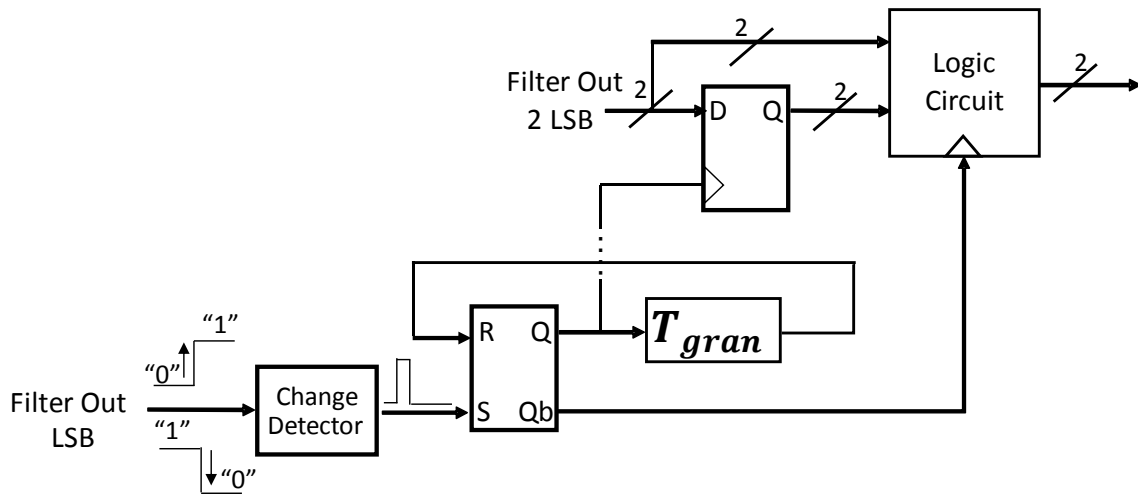 2
Filter Out
2 LSB
2
D
Q
2
Logic
Circuit
2
R
Q
S
Qb
T gran
Filter Out
LSB
"0"
"1"
"1"
"0"
Change
Detector